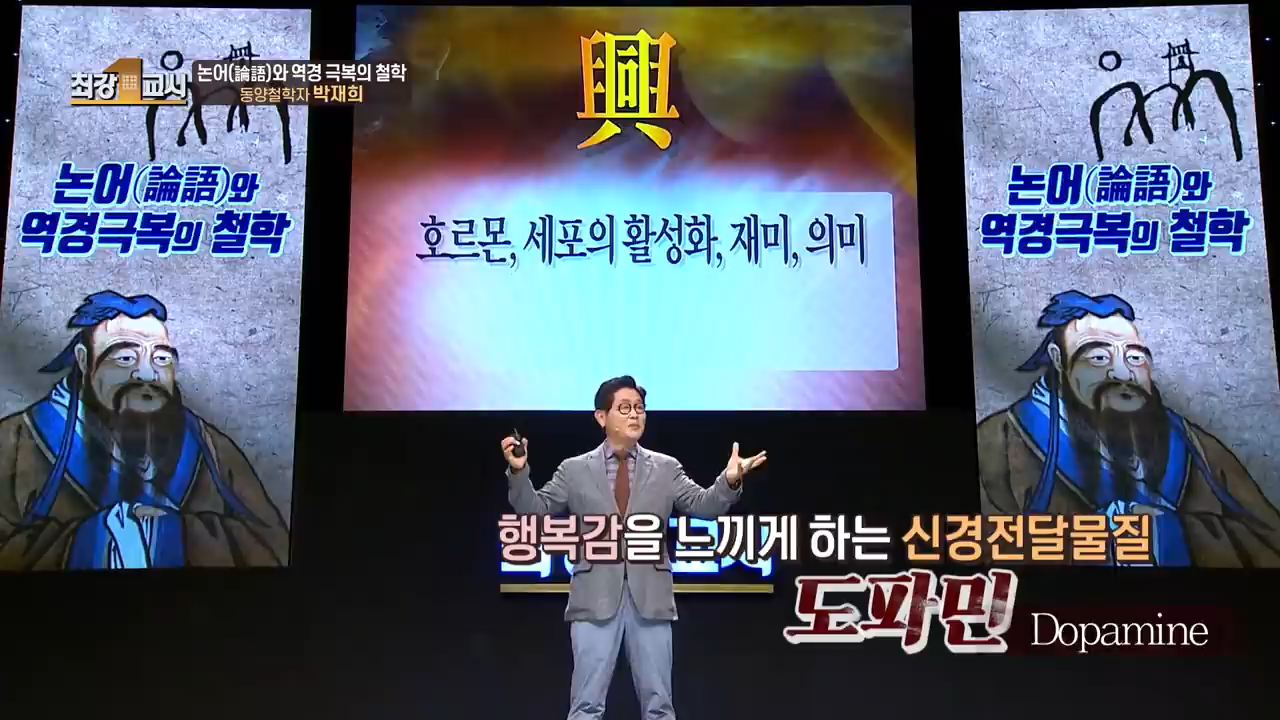 최강1교시
논어(論語)와 역경 극복의 철학
동양철학자 박재희
논어(論語)와
역경극복의 철학
興
호르몬, 세포의 활성화, 재미, 의미
논어(論語)와
역경극복의 철학
행복감을 느끼게 하는 신경전달물질
도파민 Dopamine